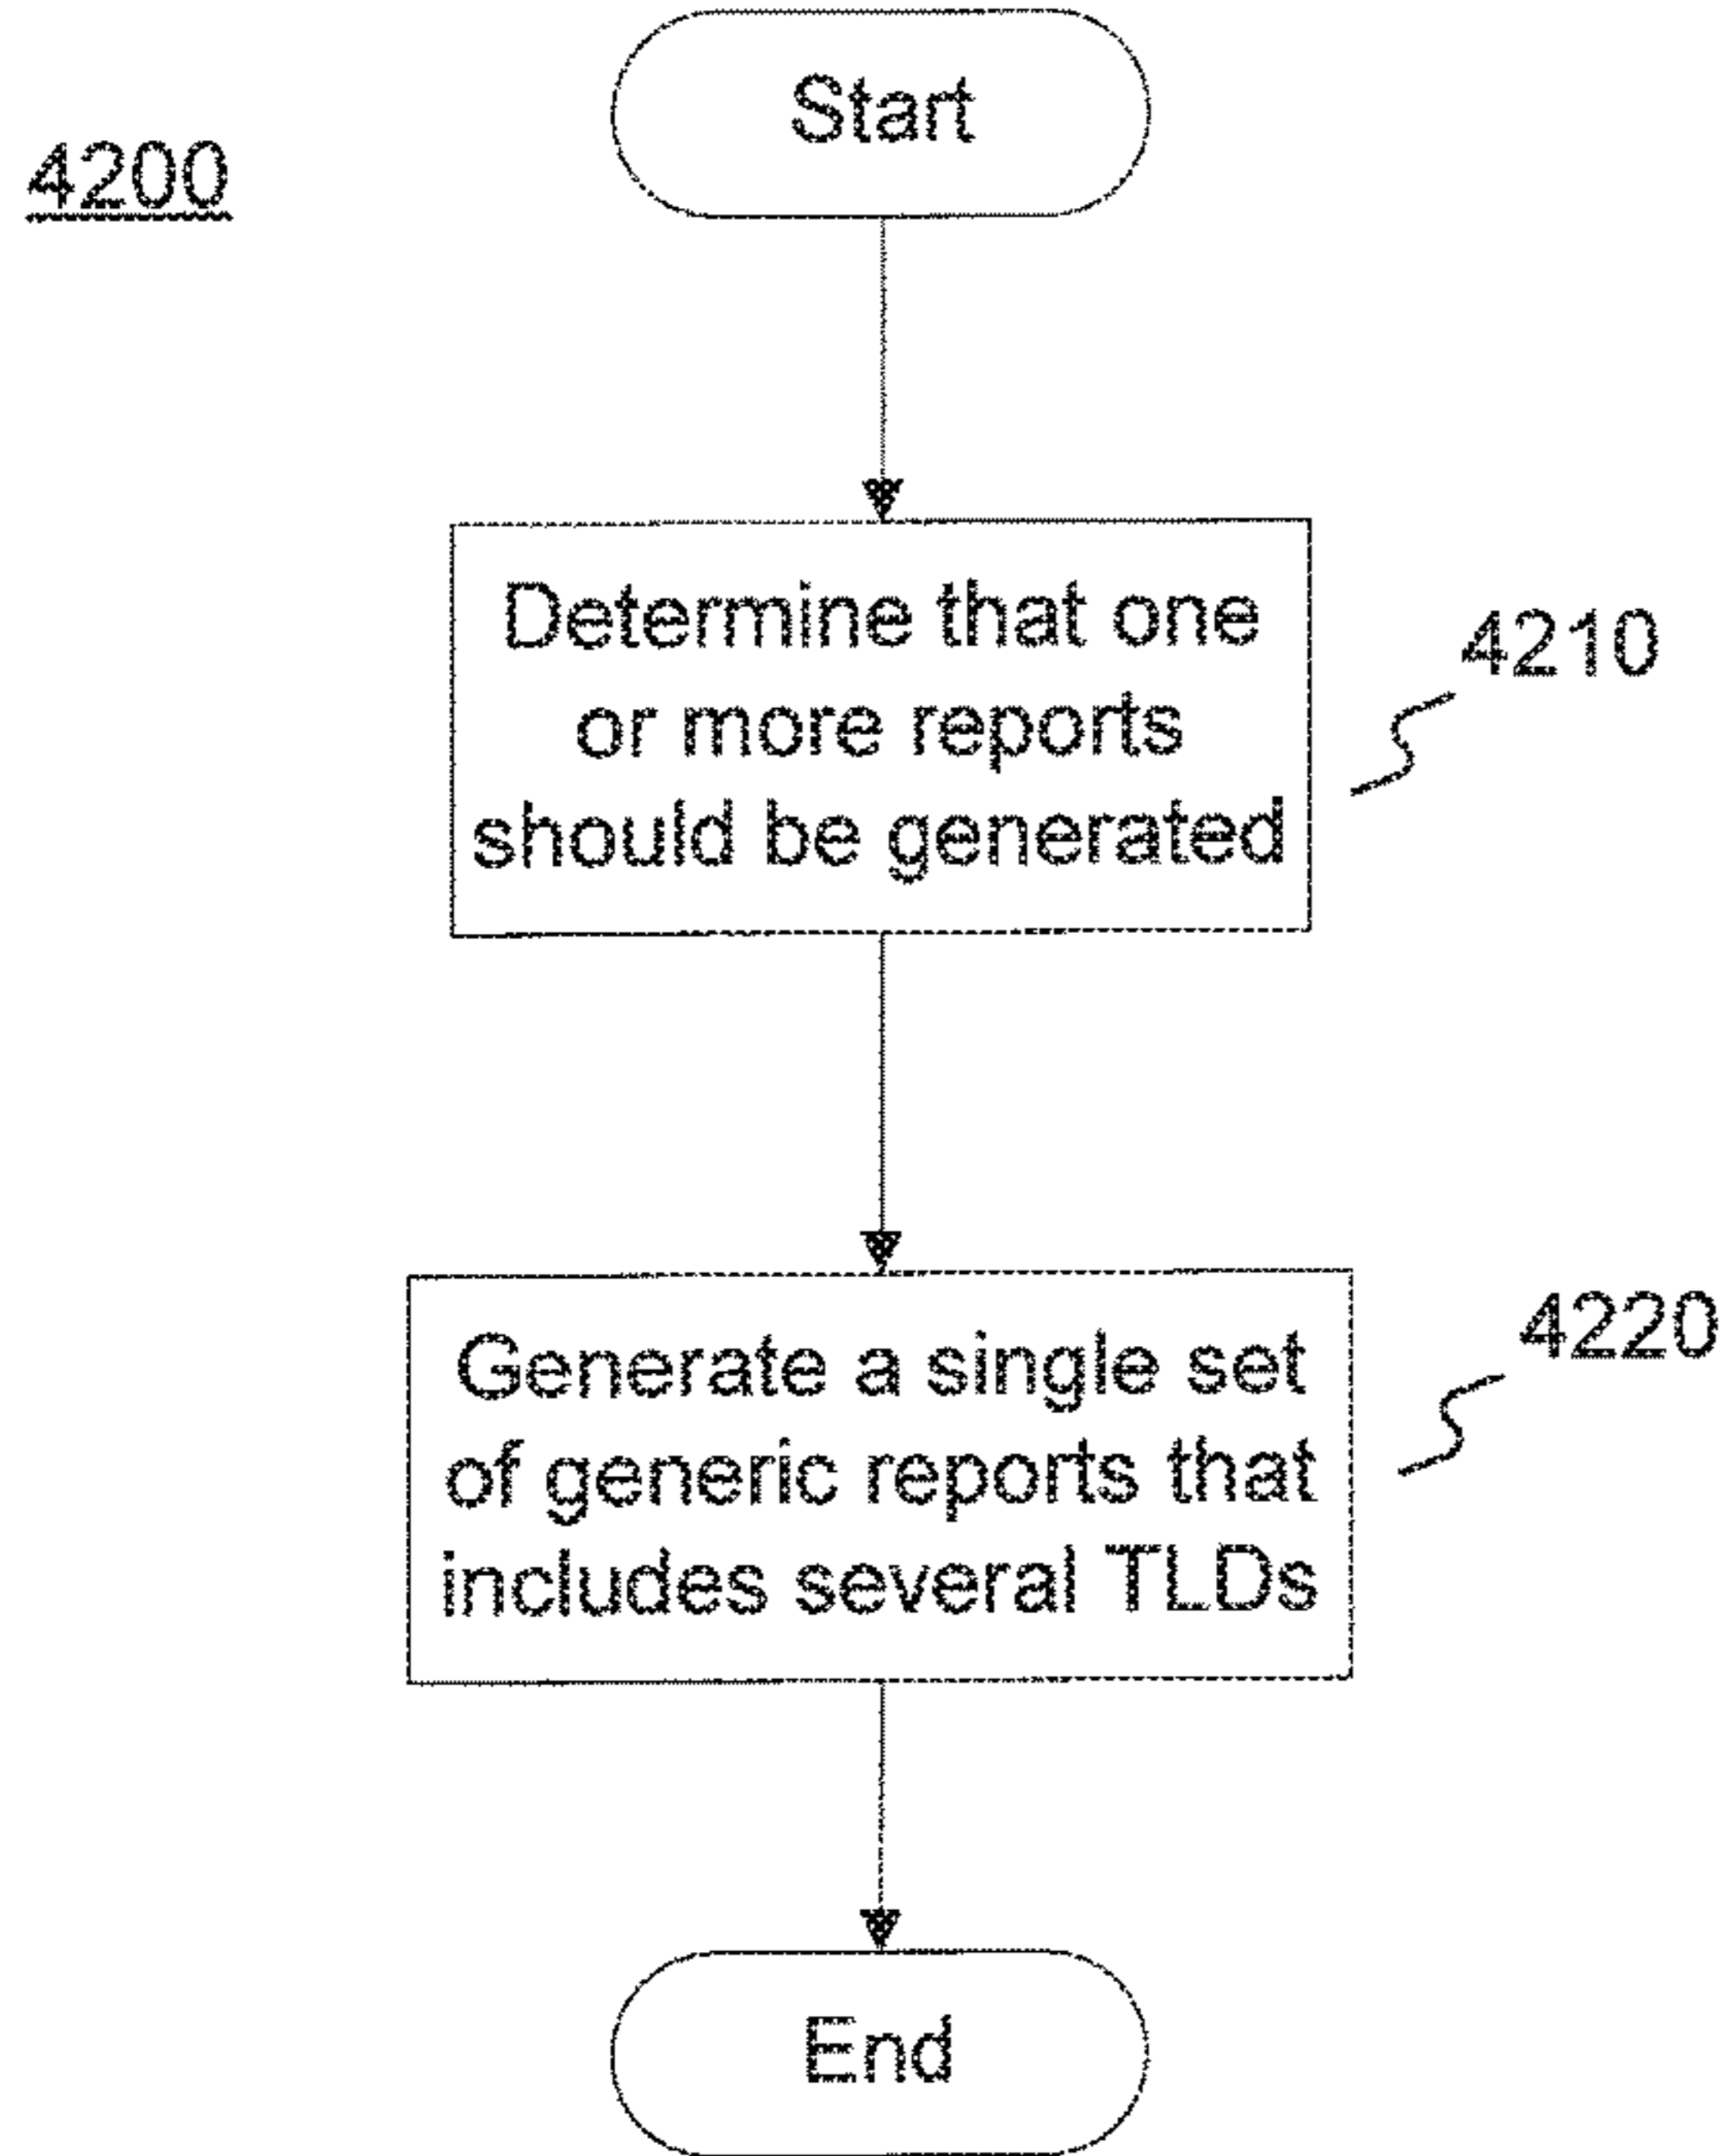 Start
4200
Determine that one
or more reports
should be generated
4210
Generate a single set
of generic reports that
includes several TLDs
4220
End